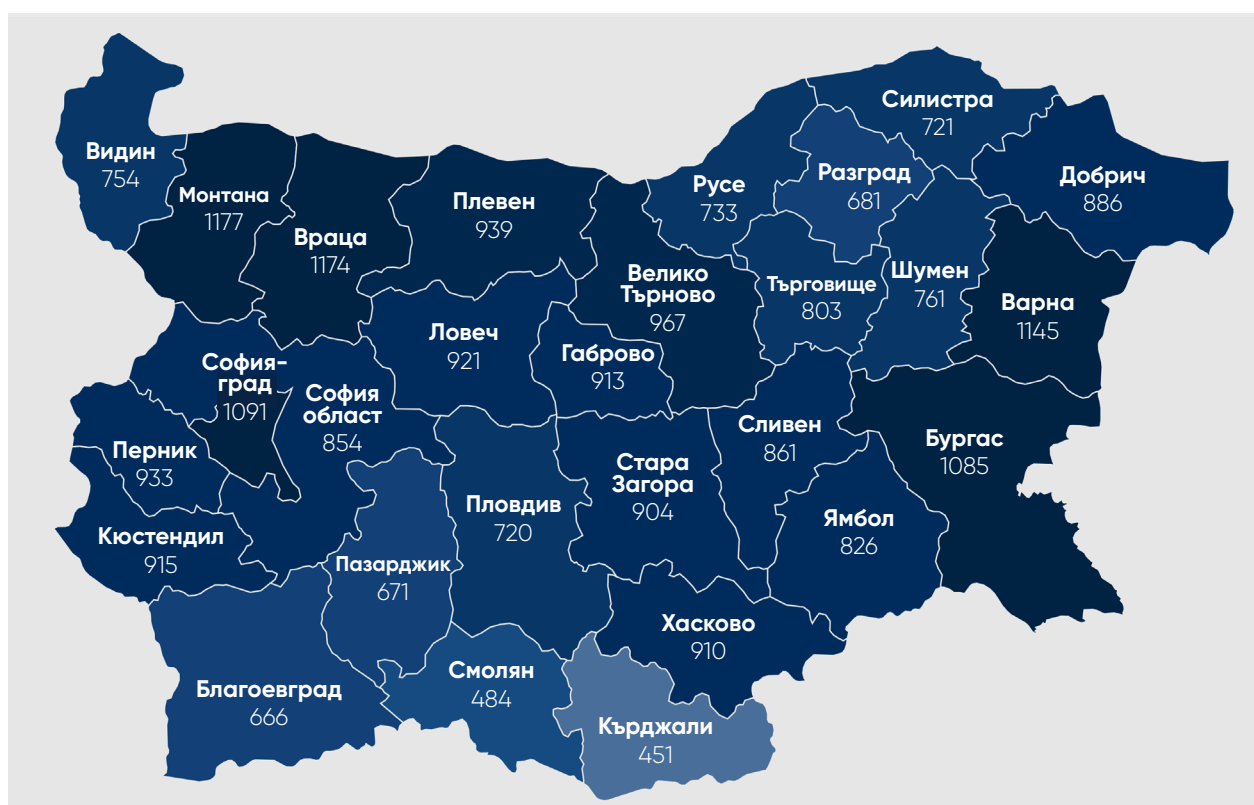 Силистра
721
Видин
754
Монтана
1177
Враца
1174
Плевен
939
Русе
733
Разград
681
Добрич
886
Велико
Търново
967
Търговище
803
Шумен
761
Варна
1145
София-
град
1091
София
област
854
Ловеч
921
Габрово
913
Сливен
861
Бургас
1085
Перник
933
Кюстендил
915
Пазарджик
671
Пловдив
720
Стара
Загора
904
Ямбол
826
Хасково
910
Благоевград
666
Смолян
484
Кърджали
451